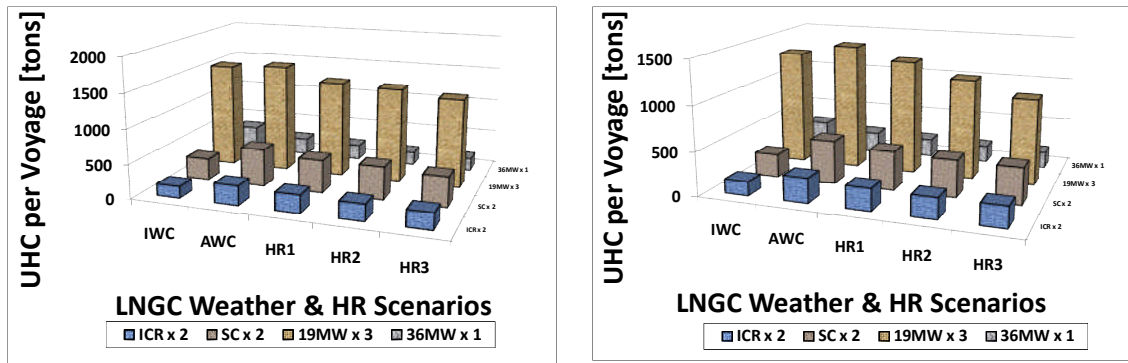 UHC per Voyage [tons]
2000
1500
1000
500
0
IWC
AWC
HR1
HR2
HR3
36MW x 1
19MW x 3
SC x 2
ICR x 2
LNGC Weather & HR Scenarios
ICR x 2 SC x 2 19MW x 3 36MW x 1
UHC per Voyage [tons]
1500
1000
500
0
IWC
AWC
HR1
HR2
HR3
36MW x 1
19MW x 3
SC x 2
ICR x 2
LNGC Weather & HR Scenarios
ICR x 2 SC x 2 19MW x 3 36MW x 1